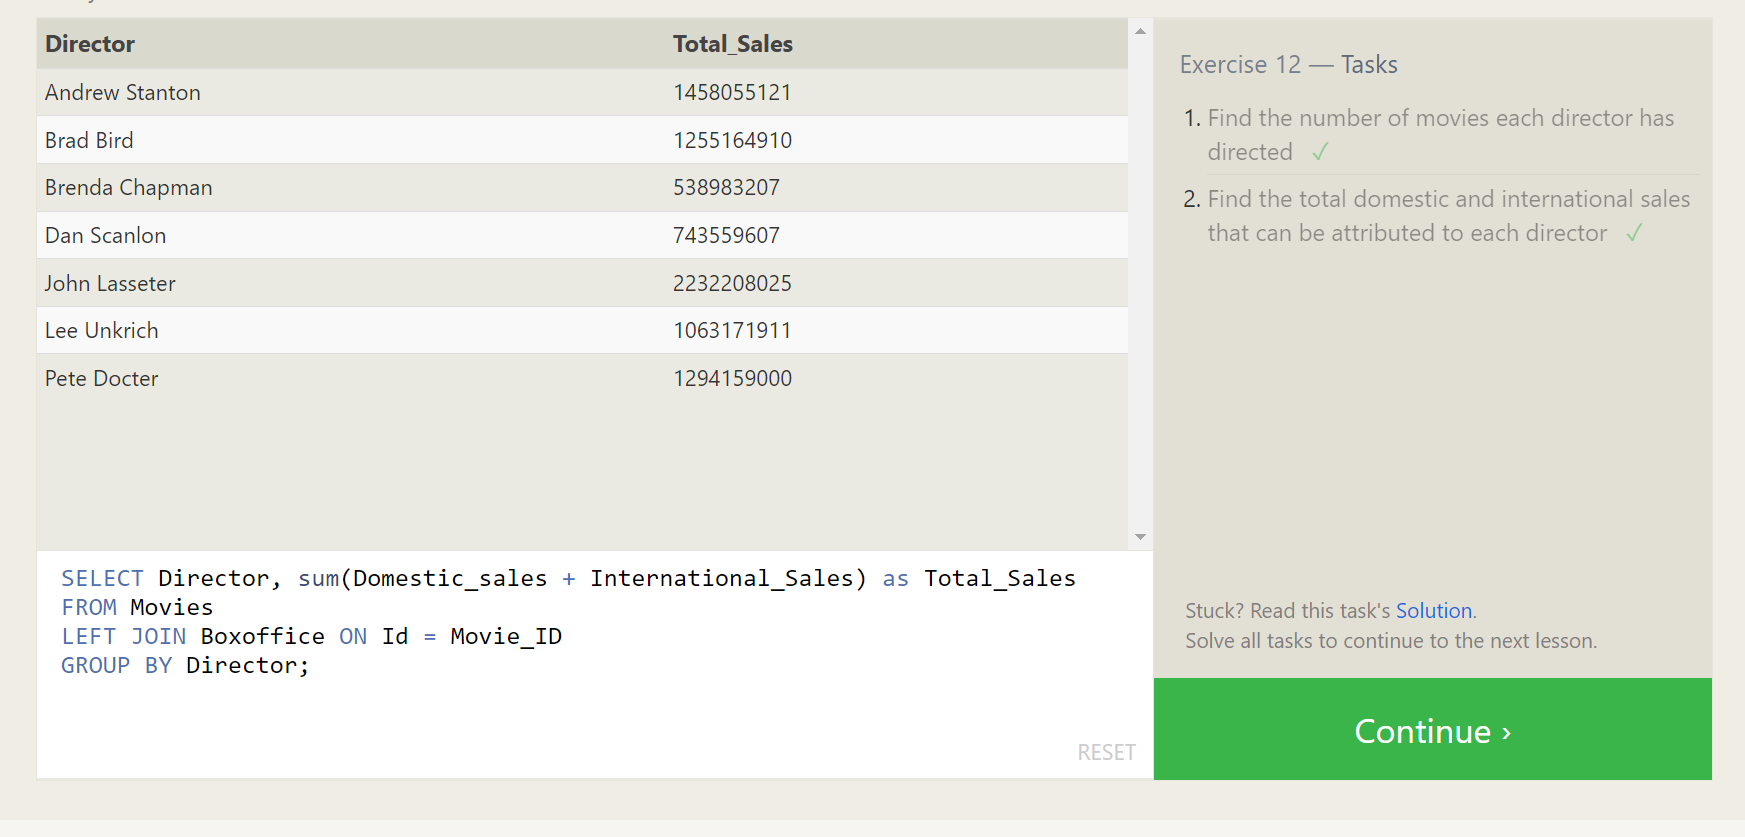 Director Total_Sales
Andrew Stanton 1458055121
Brad Bird 1255164910
Brenda Chapman 538983207
Dan Scanlon 743559607
John Lasseter 2232208025
Lee Unkrich 1063171911
Pete Docter 1294159000
SELECT Director, sum(Domestic_sales + International_Sales) as Total_Sales
FROM Movies
LEFT JOIN Boxoffice ON Id = Movie_ID
GROUP BY Director;
RESET
Exercise 12 — Tasks
1. Find the number of movies each director has
directed ✓
2. Find the total domestic and international sales
that can be attributed to each director ✓
Stuck? Read this task's Solution.
Solve all tasks to continue to the next lesson.
Continue ›